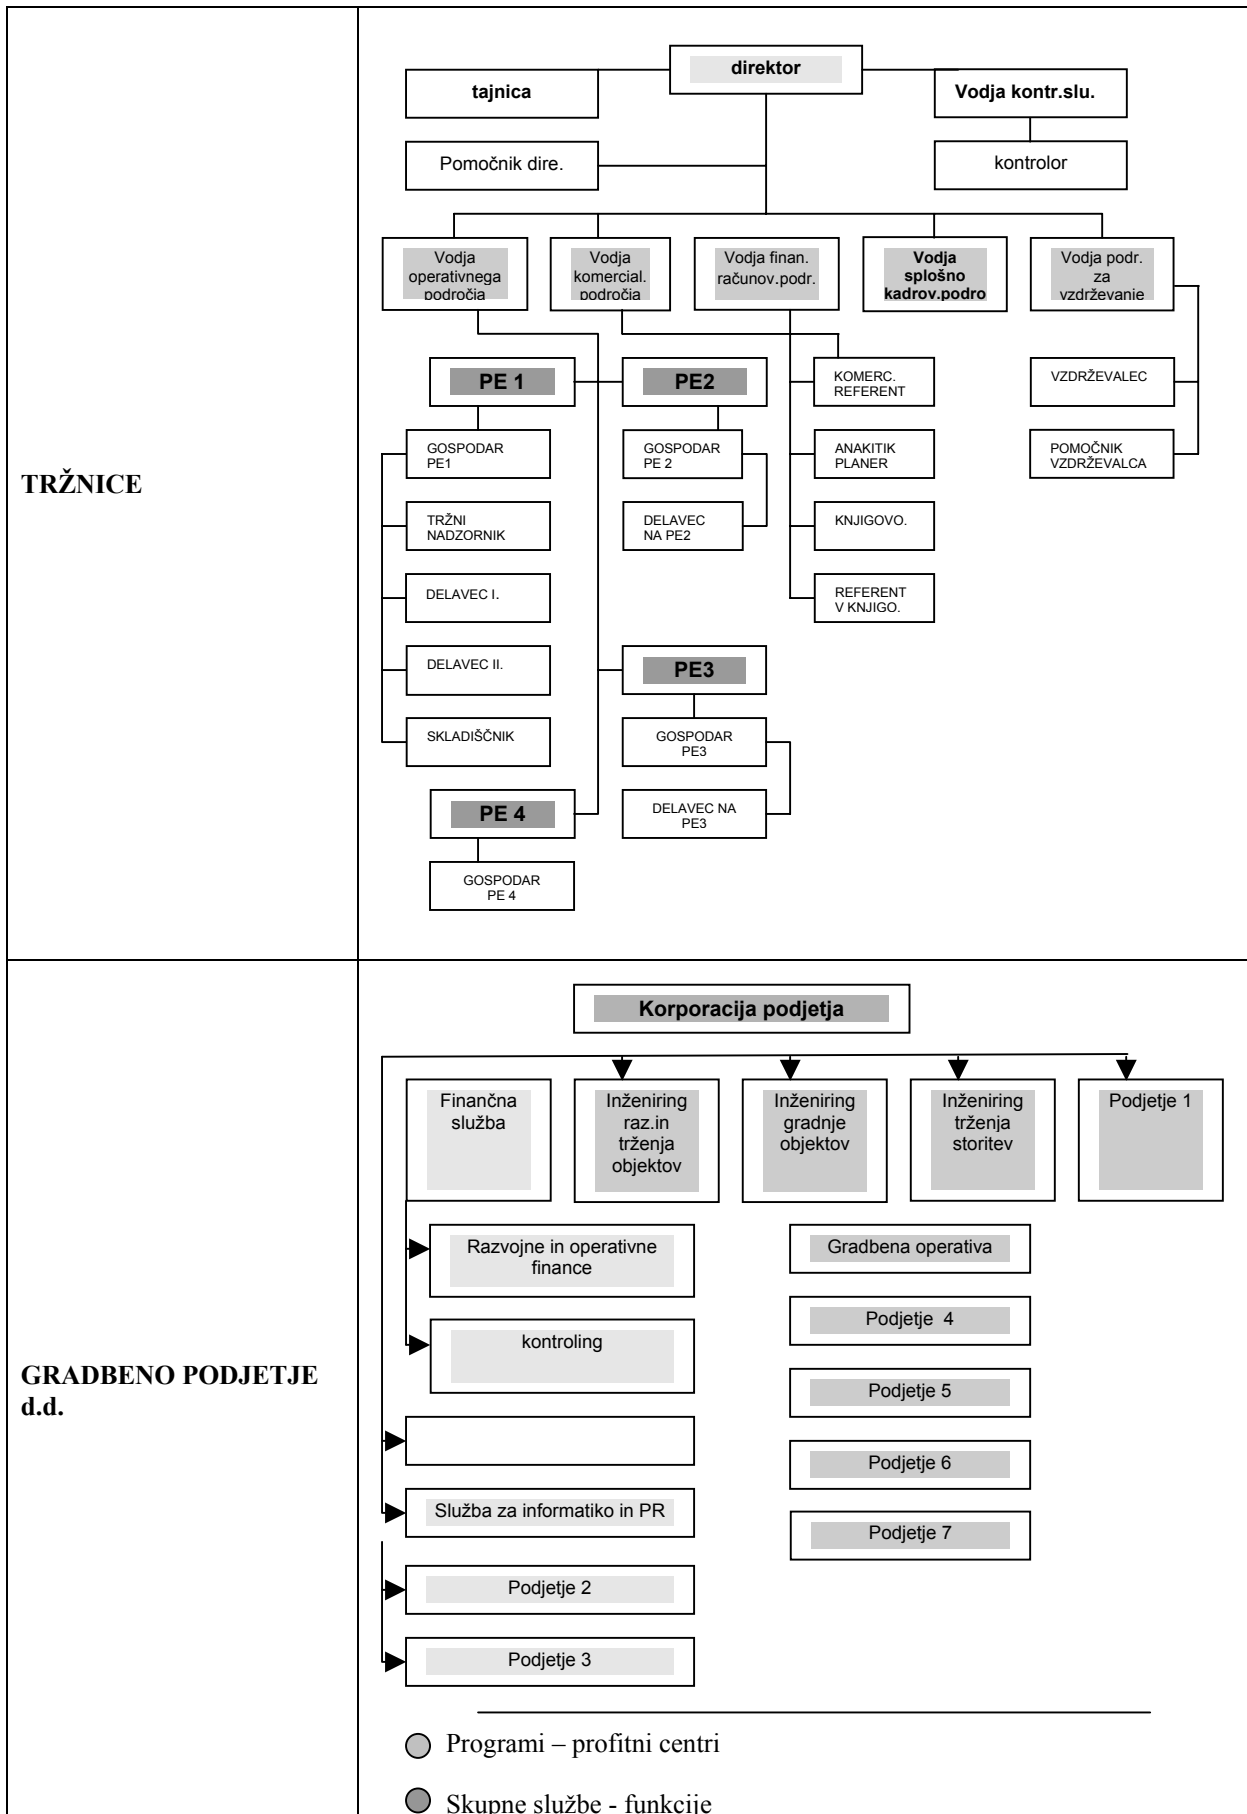 TRŽNICE
direktor
tajnica
Vodja kontr.slu.
Pomočnik dire.
kontrolor
Vodja
operativnega
področja
Vodja
komercial.
področja
Vodja finan.
računov.podr.
Vodja
splošno
kadrov.podro
Vodja podr.
za
vzdrževanje
PE 1
PE2
KOMERC.
REFERENT
VZDRŽEVALEC
GOSPODAR
PE1
GOSPODAR
PE 2
ANAKITIK
PLANER
POMOČNIK
VZDRŽEVALCA
TRŽNI
NADZORNIK
DELAVEC
NA PE2
KNJIGOVO.
DELAVEC I.
REFERENT
V KNJIGO.
DELAVEC II.
PE3
SKLADIŠČNIK
GOSPODAR
PE3
PE 4
DELAVEC NA
PE3
GOSPODAR
PE 4
GRADBENO PODJETJE
d.d.
Korporacija podjetja
Finančna
služba
Inženiring
raz.in
trženja
objektov
Inženiring
gradnje
objektov
Inženiring
trženja
storitev
Podjetje 1
Razvojne in operativne
finance
Gradbena operativa
kontroling
Podjetje  4
Podjetje 5
Podjetje 6
Služba za informatiko in PR
Podjetje 7
Podjetje 2
Podjetje 3
Programi – profitni centri
Skupne službe - funkcije